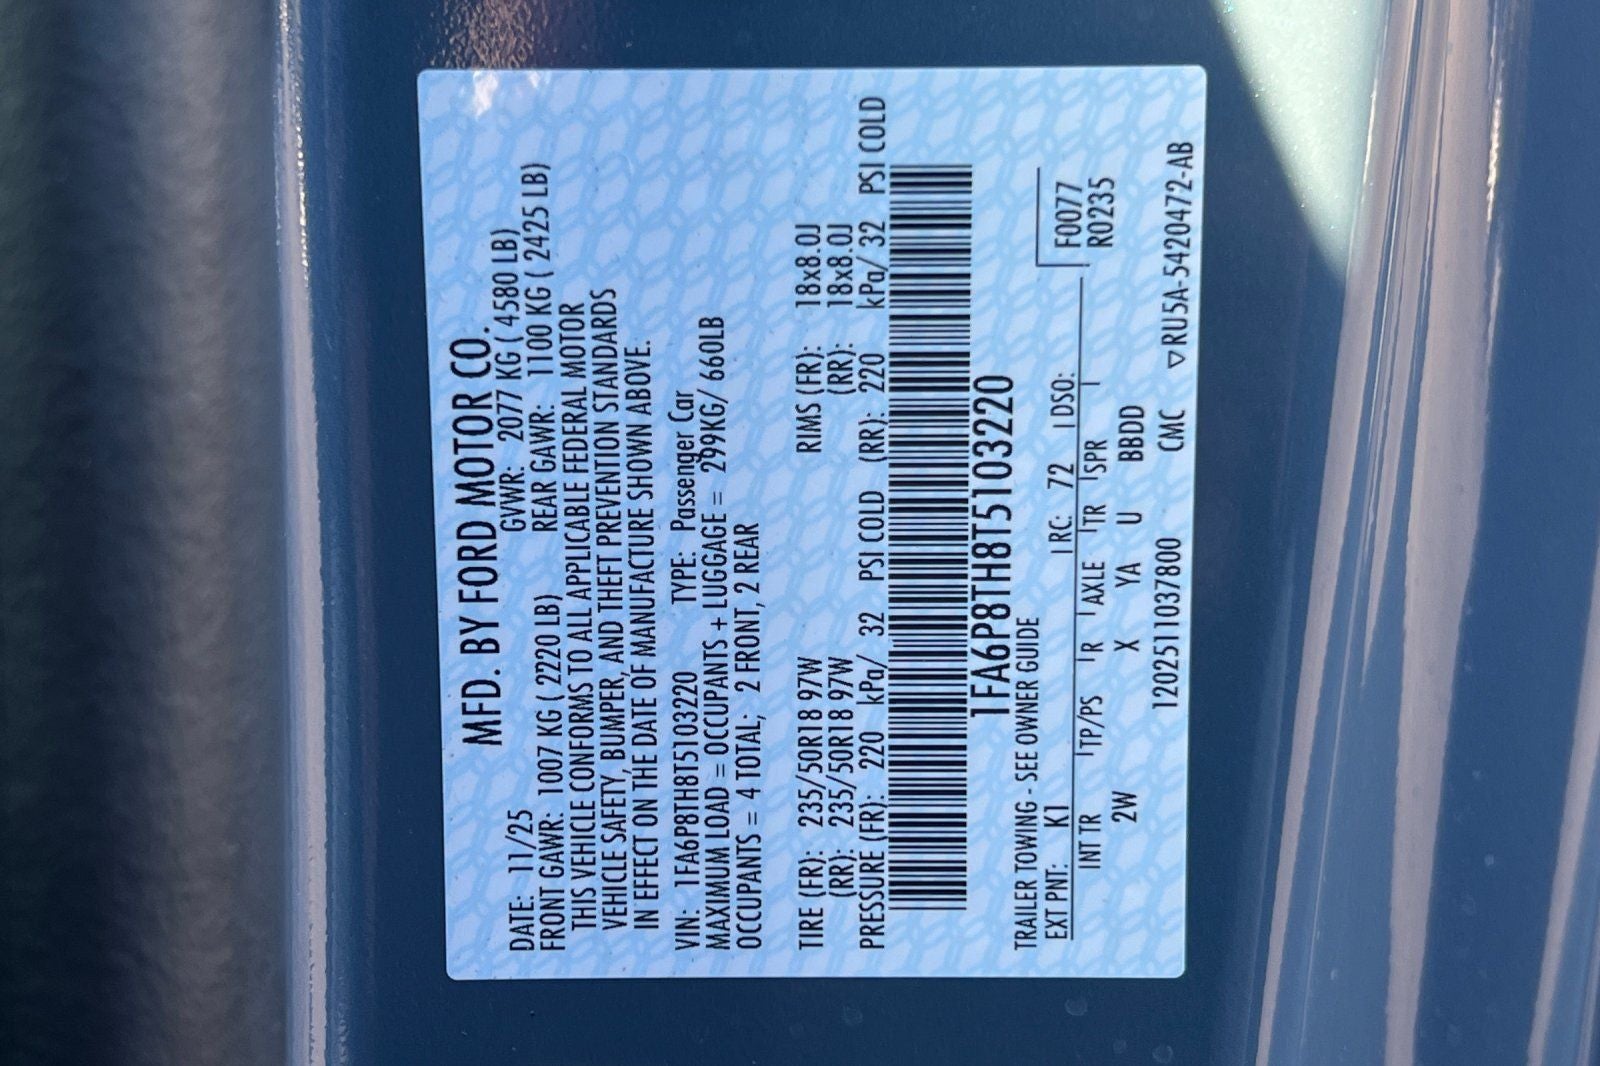 MFD. BY FORD MOTOR CO.
DATE: 11/25 GVWR: 2077 KG ( 4580 LB)
FRONT GAWR: 1007 KG ( 2220 LB) REAR GAWR: 1100 KG ( 2425 LB)
THIS VEHICLE CONFORMS TO ALL APPLICABLE FEDERAL MOTOR
VEHICLE SAFETY, BUMPER, AND THEFT PREVENTION STANDARDS
IN EFFECT ON THE DATE OF MANUFACTURE SHOWN ABOVE.
VIN: 1FA6P8TH8T5103220 TYPE: Passenger Car
MAXIMUM LOAD = OCCUPANTS + LUGGAGE = 299KG/ 660LB
OCCUPANTS = 4 TOTAL; 2 FRONT, 2 REAR
TIRE (FR): 235/50R18 97W RIMS (FR): 18x8.0J
(RR): 235/50R18 97W (RR): 18x8.0J
PRESSURE (FR): 220 kPa/ 32 PSI COLD (RR): 220 kPa/ 32 PSI COLD
1FA6P8TH8T5103220
TRAILER TOWING - SEE OWNER GUIDE
EXT PNT: K1 RC: 72 DSO: F0077
R0235
INT TR TP/PS R AXLE TR SPR
2W X YA U BBDD
120251103780​0 CMC ▽RU5A-5420472-AB